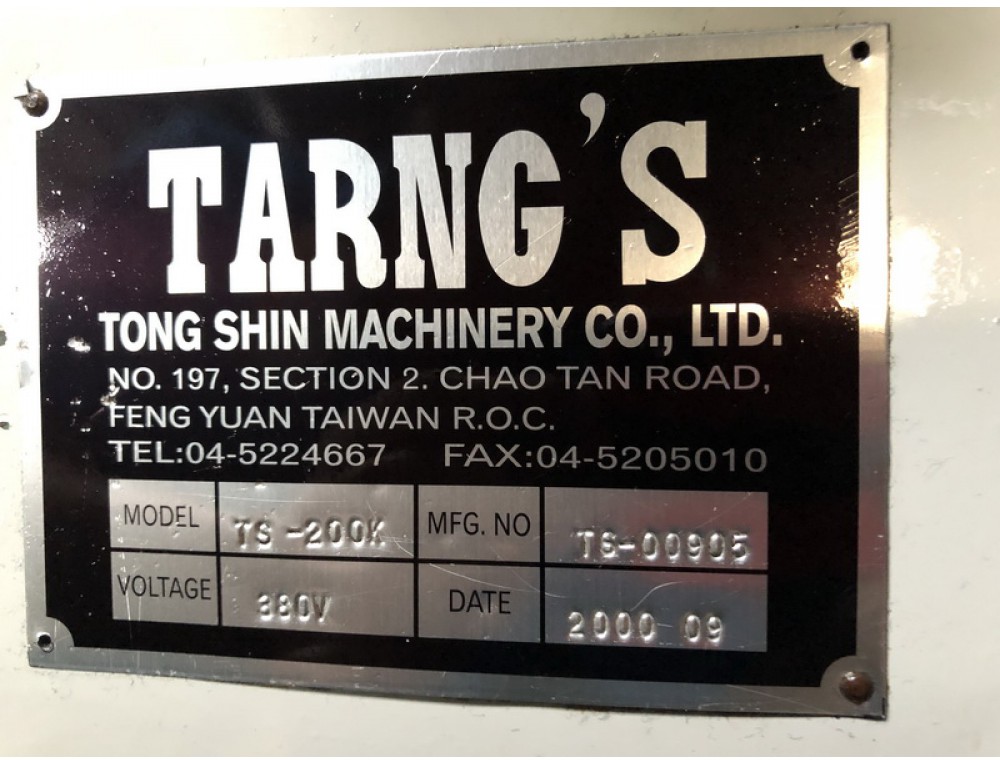 TARNG'S
TONG SHIN MACHINERY CO., LTD.
NO. 197, SECTION 2. CHAO TAN ROAD,
FENG YUAN TAIWAN R.O.C.
TEL:04-5224667 FAX:04-5205010
MODEL TS-200K MFG. NO TS-00905
VOLTAGE 380V DATE 2000 09